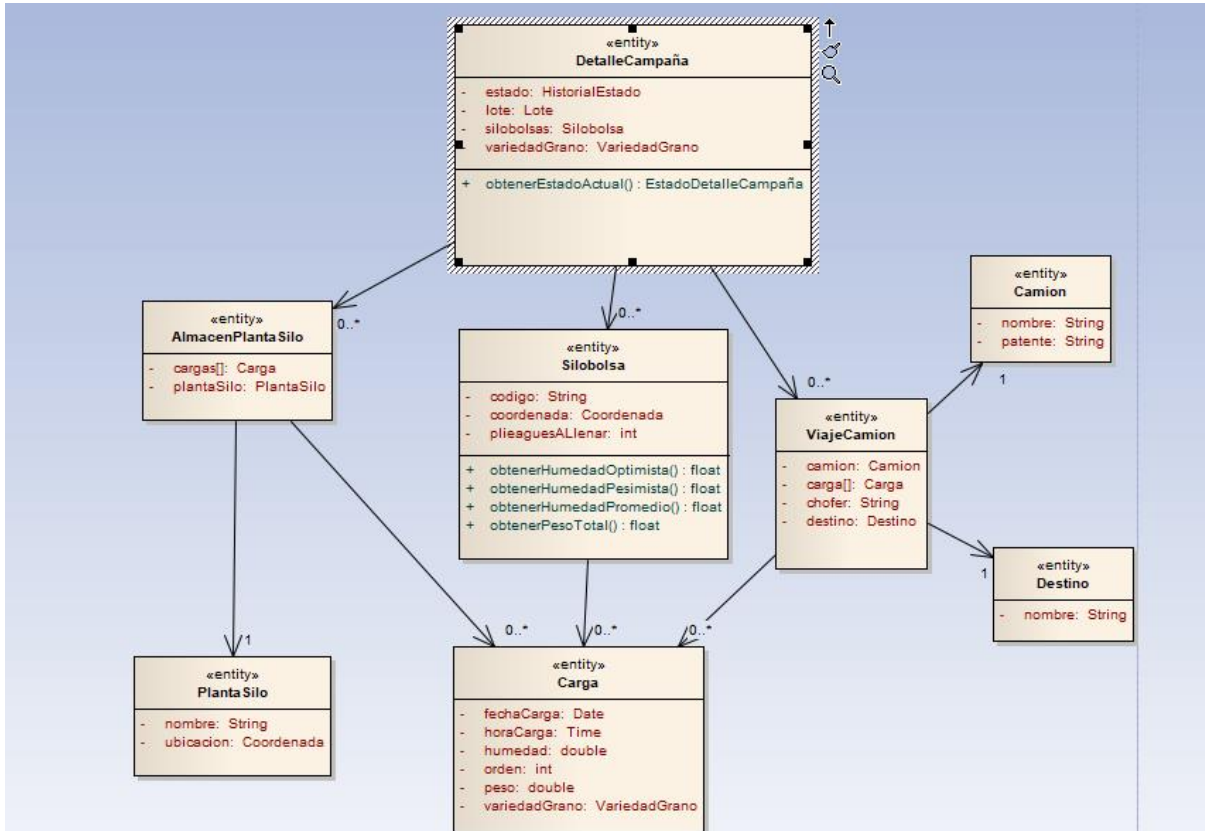 «entity»
DetalleCampaña
- estado: HistorialEstado
- lote: Lote
- silobolsas: Silobolsa
- variedadGrano: VariedadGrano
+ obtenerEstadoActual() : EstadoDetalleCampaña
0..*
0..*
0..*
«entity»
AlmacenPlantaSilo
- cargas[]: Carga
- plantaSilo: PlantaSilo
«entity»
Silobolsa
- codigo: String
- coordenada: Coordenada
- plieaguesALlenar: int
+ obtenerHumedadOptimista() : float
+ obtenerHumedadPesimista() : float
+ obtenerHumedadPromedio() : float
+ obtenerPesoTotal() : float
«entity»
Camion
- nombre: String
- patente: String
1
«entity»
ViajeCamion
- camion: Camion
- carga[]: Carga
- chofer: String
- destino: Destino
1
«entity»
Destino
- nombre: String
1
0..*
0..*
0..*
«entity»
PlantaSilo
- nombre: String
- ubicacion: Coordenada
«entity»
Carga
- fechaCarga: Date
- horaCarga: Time
- humedad: double
- orden: int
- peso: double
- variedadGrano: VariedadGrano